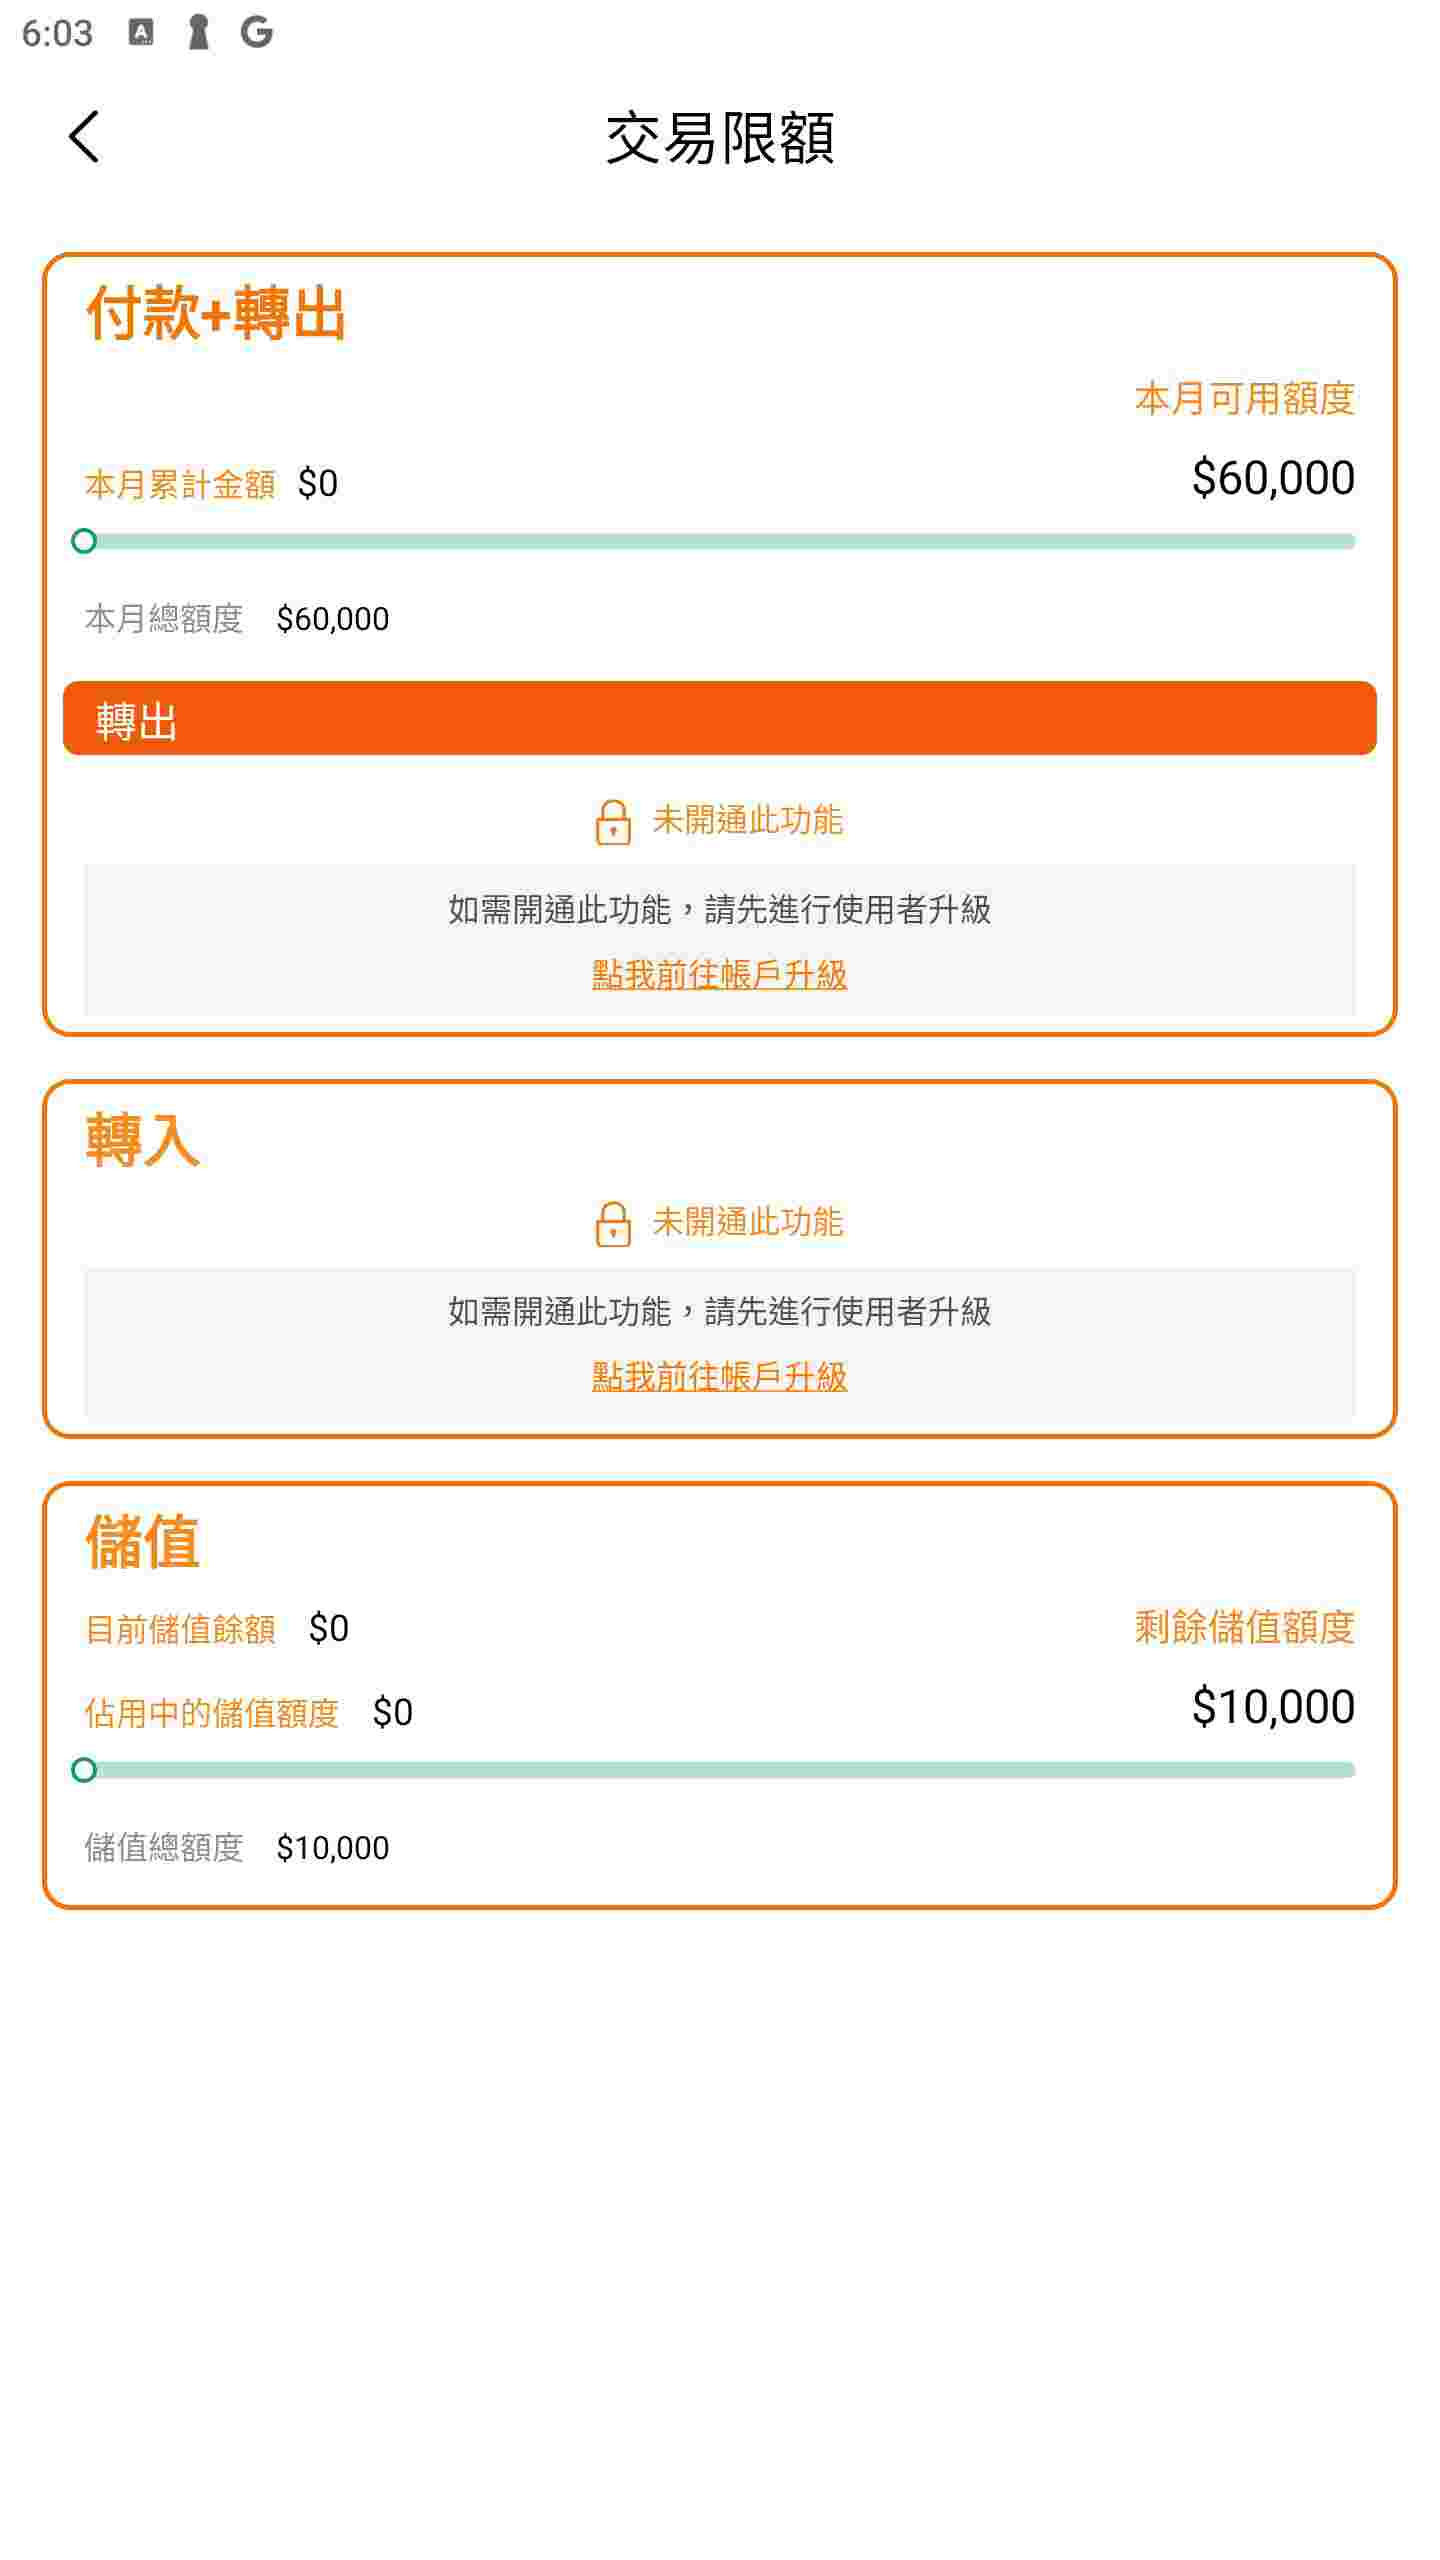 6:03
交易限額
付款+轉出
本月可用額度
本月累計金額 $0
$60,000
本月總額度 $60,000
轉出
未開通此功能
如需開通此功能，請先進行使用者升級
點我前往帳戶升級
轉入
未開通此功能
如需開通此功能，請先進行使用者升級
點我前往帳戶升級
儲值
目前儲值餘額 $0
剩餘儲值額度
佔用中的儲值額度 $0
$10,000
儲值總額度 $10,000